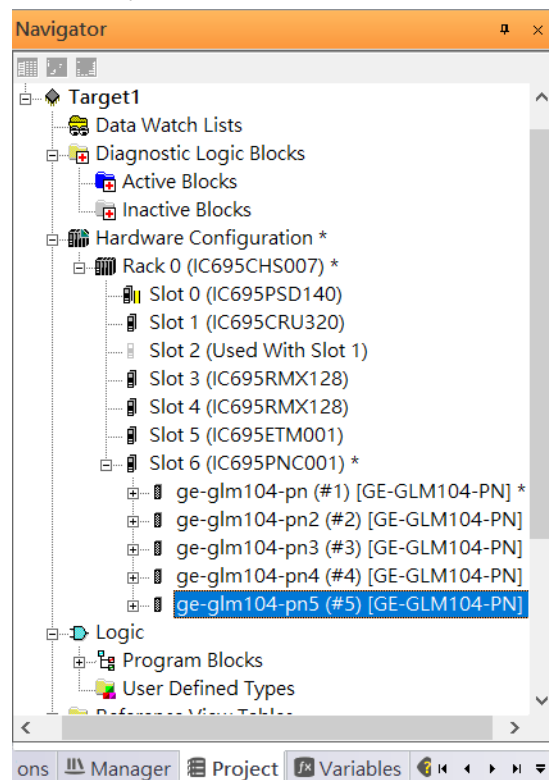 Navigator
Target1
Data Watch Lists
Diagnostic Logic Blocks
Active Blocks
Inactive Blocks
Hardware Configuration *
Rack 0 (IC695CHS007) *
Slot 0 (IC695PSD140)
Slot 1 (IC695CRU320)
Slot 2 (Used With Slot 1)
Slot 3 (IC695RMX128)
Slot 4 (IC695RMX128)
Slot 5 (IC695ETM001)
Slot 6 (IC695PNC001) *
ge-glm104-pn (#1) [GE-GLM104-PN] *
ge-glm104-pn2 (#2) [GE-GLM104-PN]
ge-glm104-pn3 (#3) [GE-GLM104-PN]
ge-glm104-pn4 (#4) [GE-GLM104-PN]
ge-glm104-pn5 (#5) [GE-GLM104-PN]
Logic
Program Blocks
User Defined Types
Reference View Tables
ons Manager Project Variables